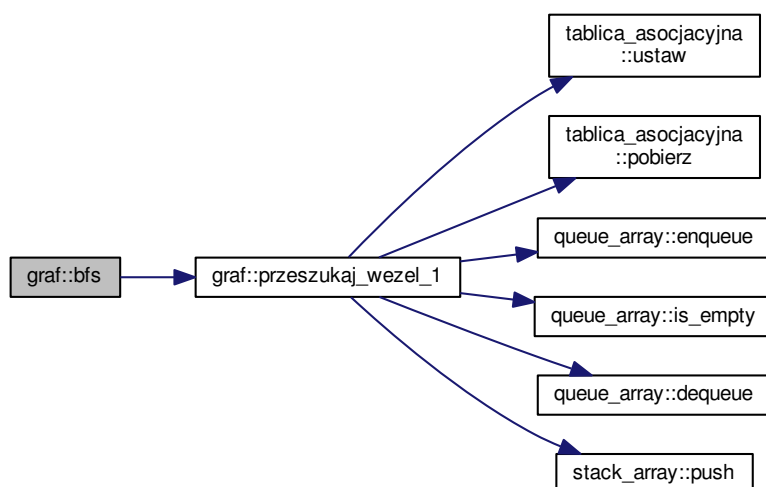 tablica_asocjacyjna
::ustaw
tablica_asocjacyjna
::pobierz
queue_array::enqueue
graf::bfs
graf::przeszukaj_wezel_1
queue_array::is_empty
queue_array::dequeue
stack_array::push